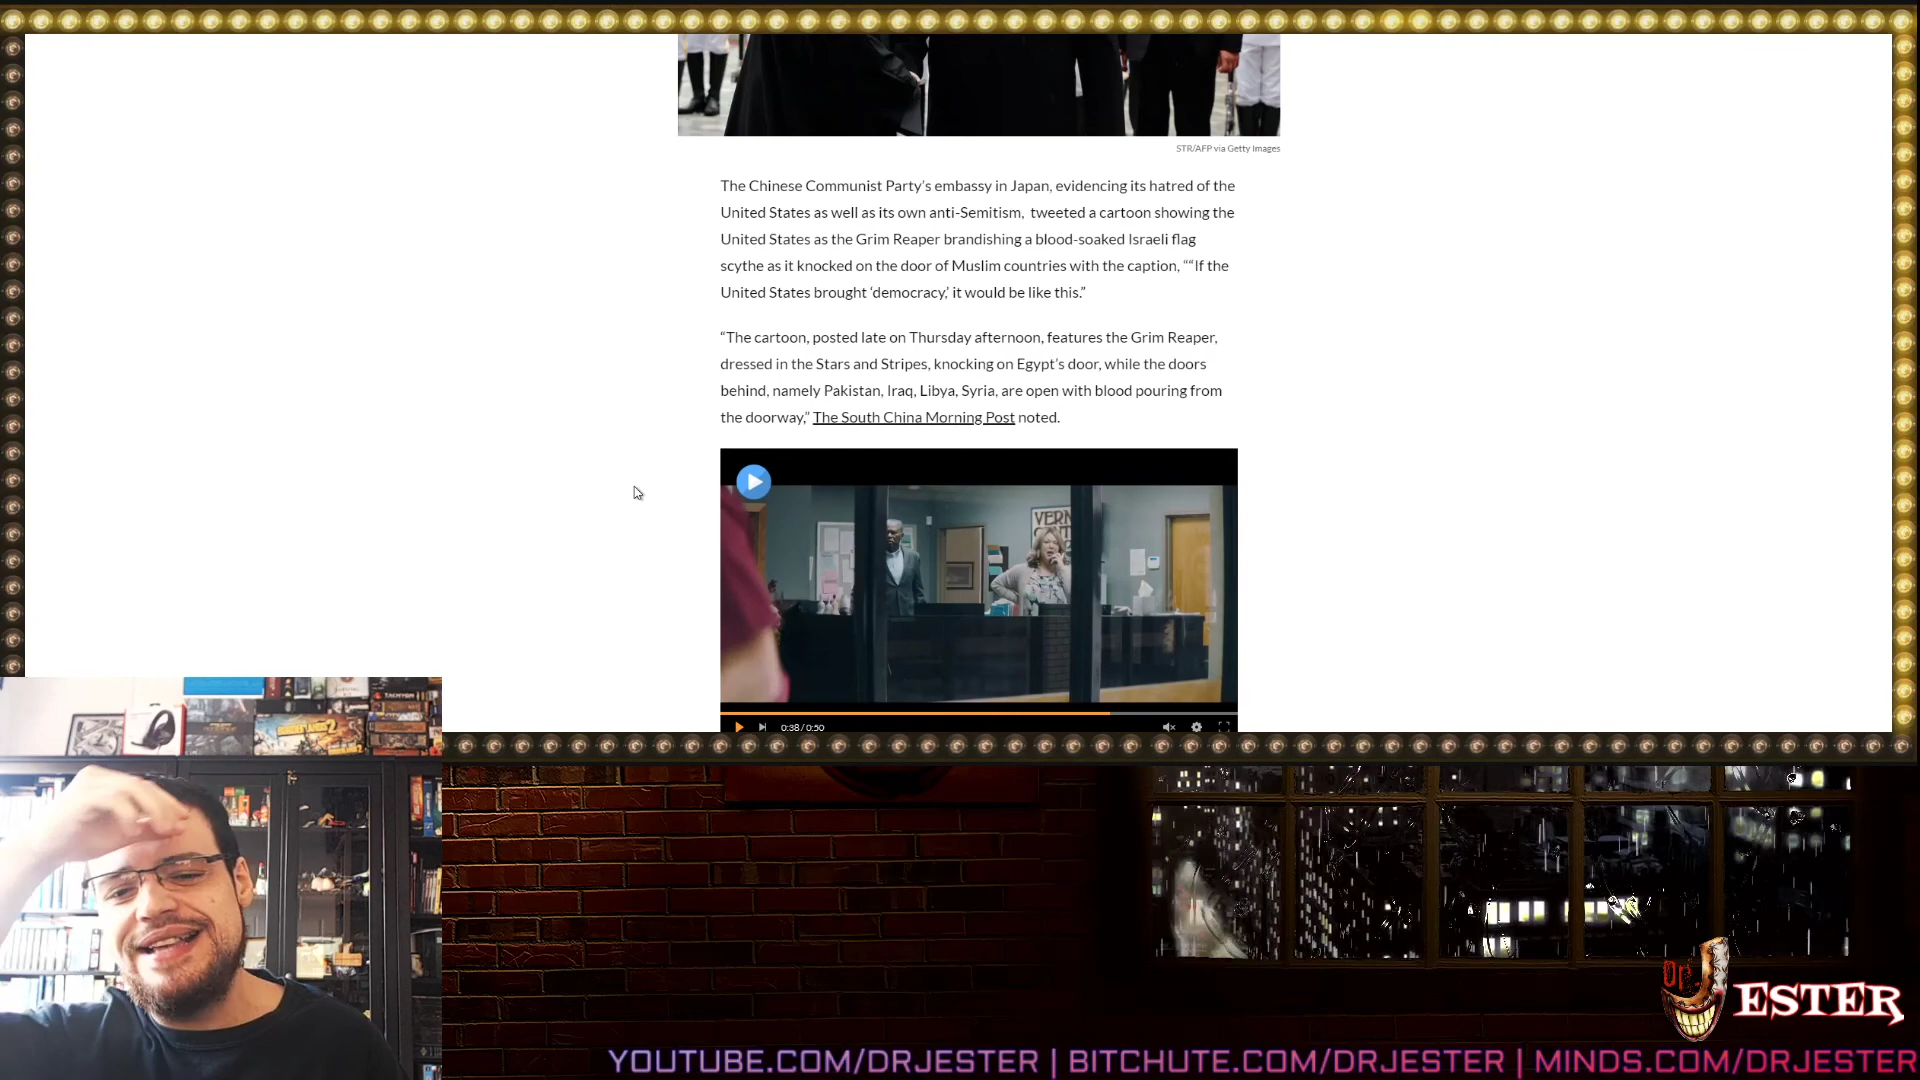 STR/AFP via Getty Images
The Chinese Communist Party’s embassy in Japan, evidencing its hatred of the
United States as well as its own anti-Semitism, tweeted a cartoon showing the
United States as the Grim Reaper brandishing a blood-soaked Israeli flag
scythe as it knocked on the door of Muslim countries with the caption, ““If the
United States brought ‘democracy,’ it would be like this.”
“The cartoon, posted late on Thursday afternoon, features the Grim Reaper,
dressed in the Stars and Stripes, knocking on Egypt’s door, while the doors
behind, namely Pakistan, Iraq, Libya, Syria, are open with blood pouring from
the doorway,” The South China Morning Post noted.
VERN
0:38 / 0:50
BORDERLANDS 2
Dr. JESTER
YOUTUBE.COM/DRJESTER | BITCHUTE.COM/DRJESTER | MINDS.COM/DRJESTER